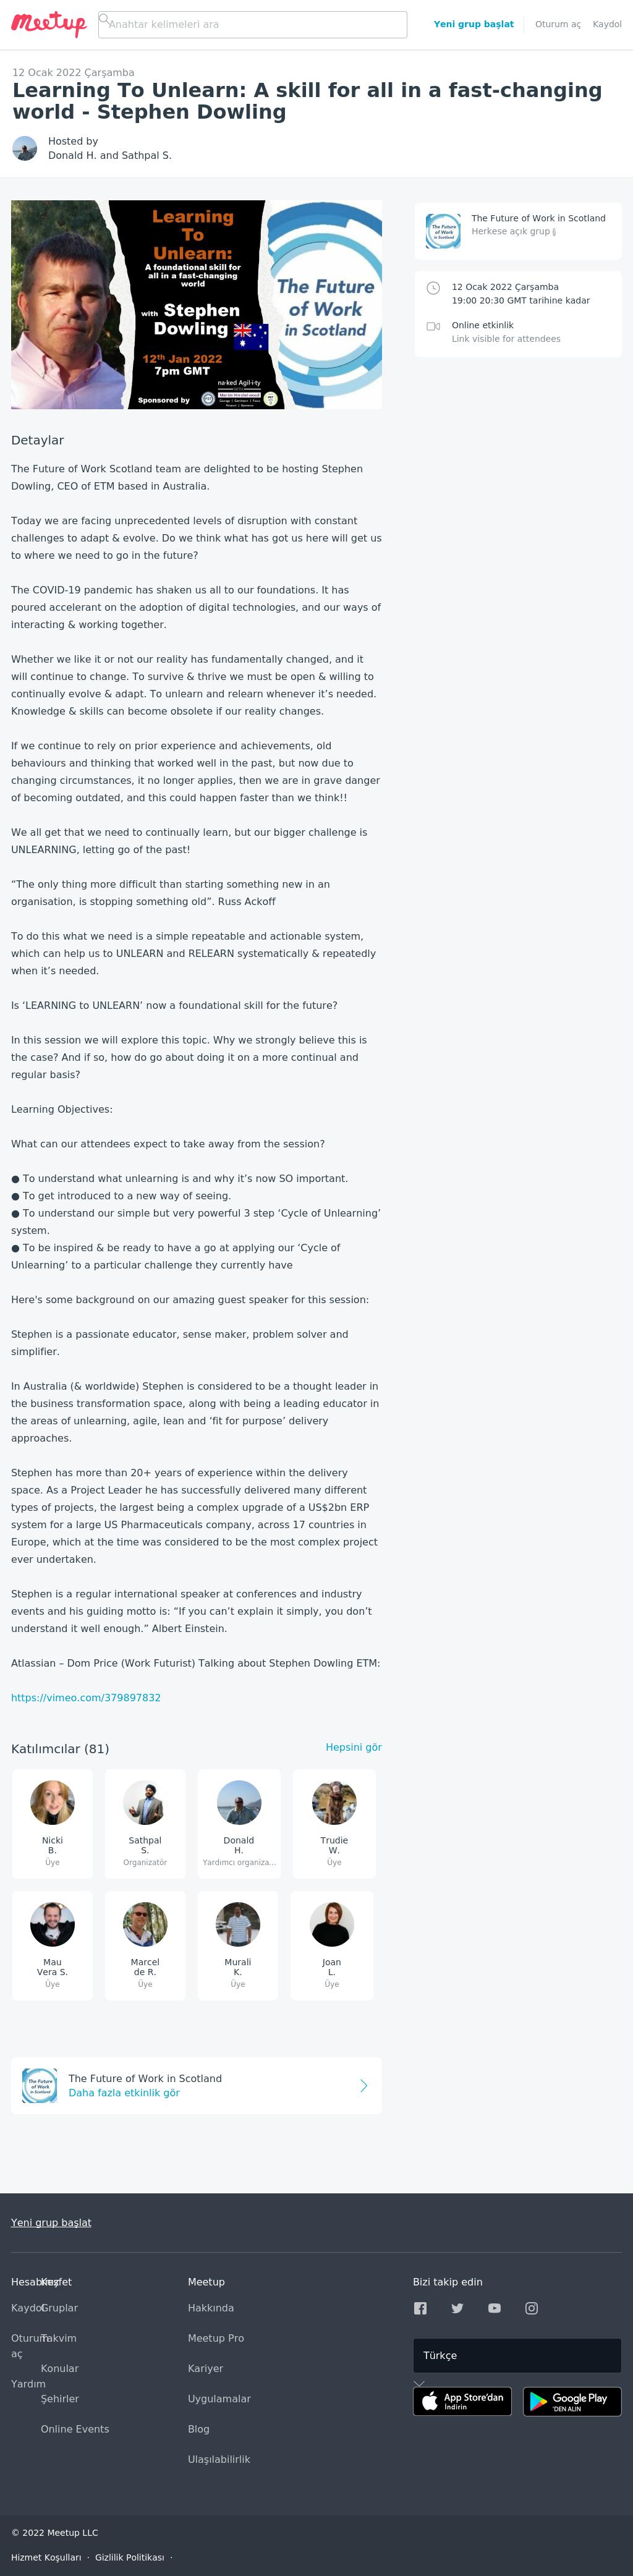 Meetup
Anahtar kelimeleri ara
Yeni grup başlat
Oturum aç
Kaydol
12 Ocak 2022 Çarşamba
Learning To Unlearn: A skill for all in a fast-changing
world - Stephen Dowling
Hosted by
Donald H. and Sathpal S.
Learning
To
Unlearn:
A foundational skill for
all in a fast-changing
world
with Stephen
Dowling
12th Jan 2022
7pm GMT
Sponsored by
na·ked Agil·i·ty
The Future
of Work
in Scotland
The Future of Work in Scotland
Herkese açık grup
12 Ocak 2022 Çarşamba
19:00 20:30 GMT tarihine kadar
Online etkinlik
Link visible for attendees
Detaylar
The Future of Work Scotland team are delighted to be hosting Stephen
Dowling, CEO of ETM based in Australia.
Today we are facing unprecedented levels of disruption with constant
challenges to adapt & evolve. Do we think what has got us here will get us
to where we need to go in the future?
The COVID-19 pandemic has shaken us all to our foundations. It has
poured accelerant on the adoption of digital technologies, and our ways of
interacting & working together.
Whether we like it or not our reality has fundamentally changed, and it
will continue to change. To survive & thrive we must be open & willing to
continually evolve & adapt. To unlearn and relearn whenever it’s needed.
Knowledge & skills can become obsolete if our reality changes.
If we continue to rely on prior experience and achievements, old
behaviours and thinking that worked well in the past, but now due to
changing circumstances, it no longer applies, then we are in grave danger
of becoming outdated, and this could happen faster than we think!!
We all get that we need to continually learn, but our bigger challenge is
UNLEARNING, letting go of the past!
“The only thing more difficult than starting something new in an
organisation, is stopping something old”. Russ Ackoff
To do this what we need is a simple repeatable and actionable system,
which can help us to UNLEARN and RELEARN systematically & repeatedly
when it’s needed.
Is ‘LEARNING to UNLEARN’ now a foundational skill for the future?
In this session we will explore this topic. Why we strongly believe this is
the case? And if so, how do go about doing it on a more continual and
regular basis?
Learning Objectives:
What can our attendees expect to take away from the session?
● To understand what unlearning is and why it’s now SO important.
● To get introduced to a new way of seeing.
● To understand our simple but very powerful 3 step ‘Cycle of Unlearning’
system.
● To be inspired & be ready to have a go at applying our ‘Cycle of
Unlearning’ to a particular challenge they currently have
Here's some background on our amazing guest speaker for this session:
Stephen is a passionate educator, sense maker, problem solver and
simplifier.
In Australia (& worldwide) Stephen is considered to be a thought leader in
the business transformation space, along with being a leading educator in
the areas of unlearning, agile, lean and ‘fit for purpose’ delivery
approaches.
Stephen has more than 20+ years of experience within the delivery
space. As a Project Leader he has successfully delivered many different
types of projects, the largest being a complex upgrade of a US$2bn ERP
system for a large US Pharmaceuticals company, across 17 countries in
Europe, which at the time was considered to be the most complex project
ever undertaken.
Stephen is a regular international speaker at conferences and industry
events and his guiding motto is: “If you can’t explain it simply, you don’t
understand it well enough.” Albert Einstein.
Atlassian – Dom Price (Work Futurist) Talking about Stephen Dowling ETM:
https://vimeo.com/379897832
Katılımcılar (81)
Hepsini gör
Nicki
B.
Üye
Sathpal
S.
Organizatör
Donald
H.
Yardımcı organiza...
Trudie
W.
Üye
Mau
Vera S.
Üye
Marcel
de R.
Üye
Murali
K.
Üye
Joan
L.
Üye
The Future
of Work
in Scotland
The Future of Work in Scotland
Daha fazla etkinlik gör
Yeni grup başlat
Hesabınız
Kaydol
Oturum
aç
Yardım
Keşfet
Gruplar
Takvim
Konular
Şehirler
Online Events
Meetup
Hakkında
Meetup Pro
Kariyer
Uygulamalar
Blog
Ulaşılabilirlik
Bizi takip edin
Türkçe
App Store'dan
İndirin
Google Play
'DEN ALIN
© 2022 Meetup LLC
Hizmet Koşulları · Gizlilik Politikası ·